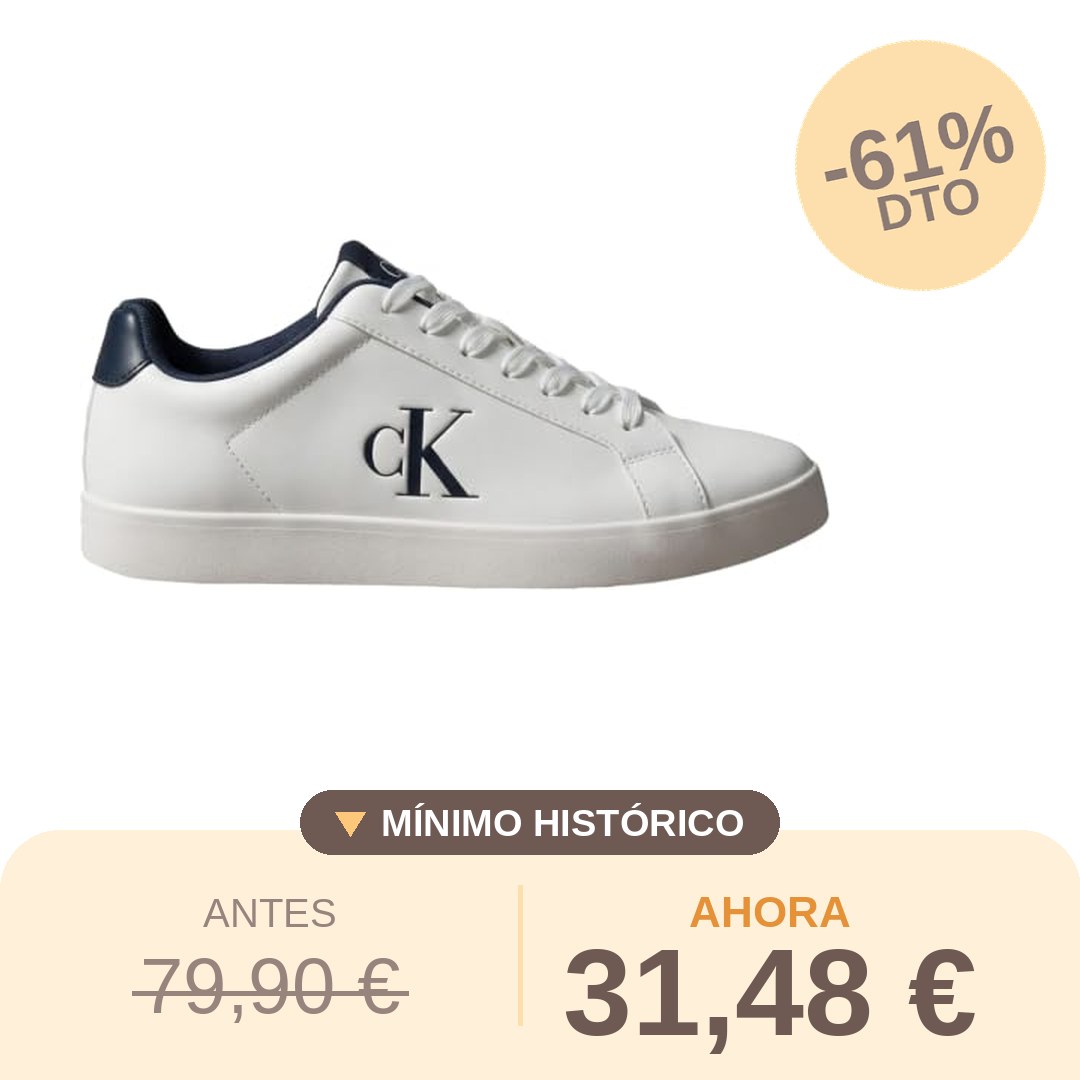 -61%
DTO
CK
MÍNIMO HISTÓRICO
ANTES
79,90 €
AHORA
31,48 €